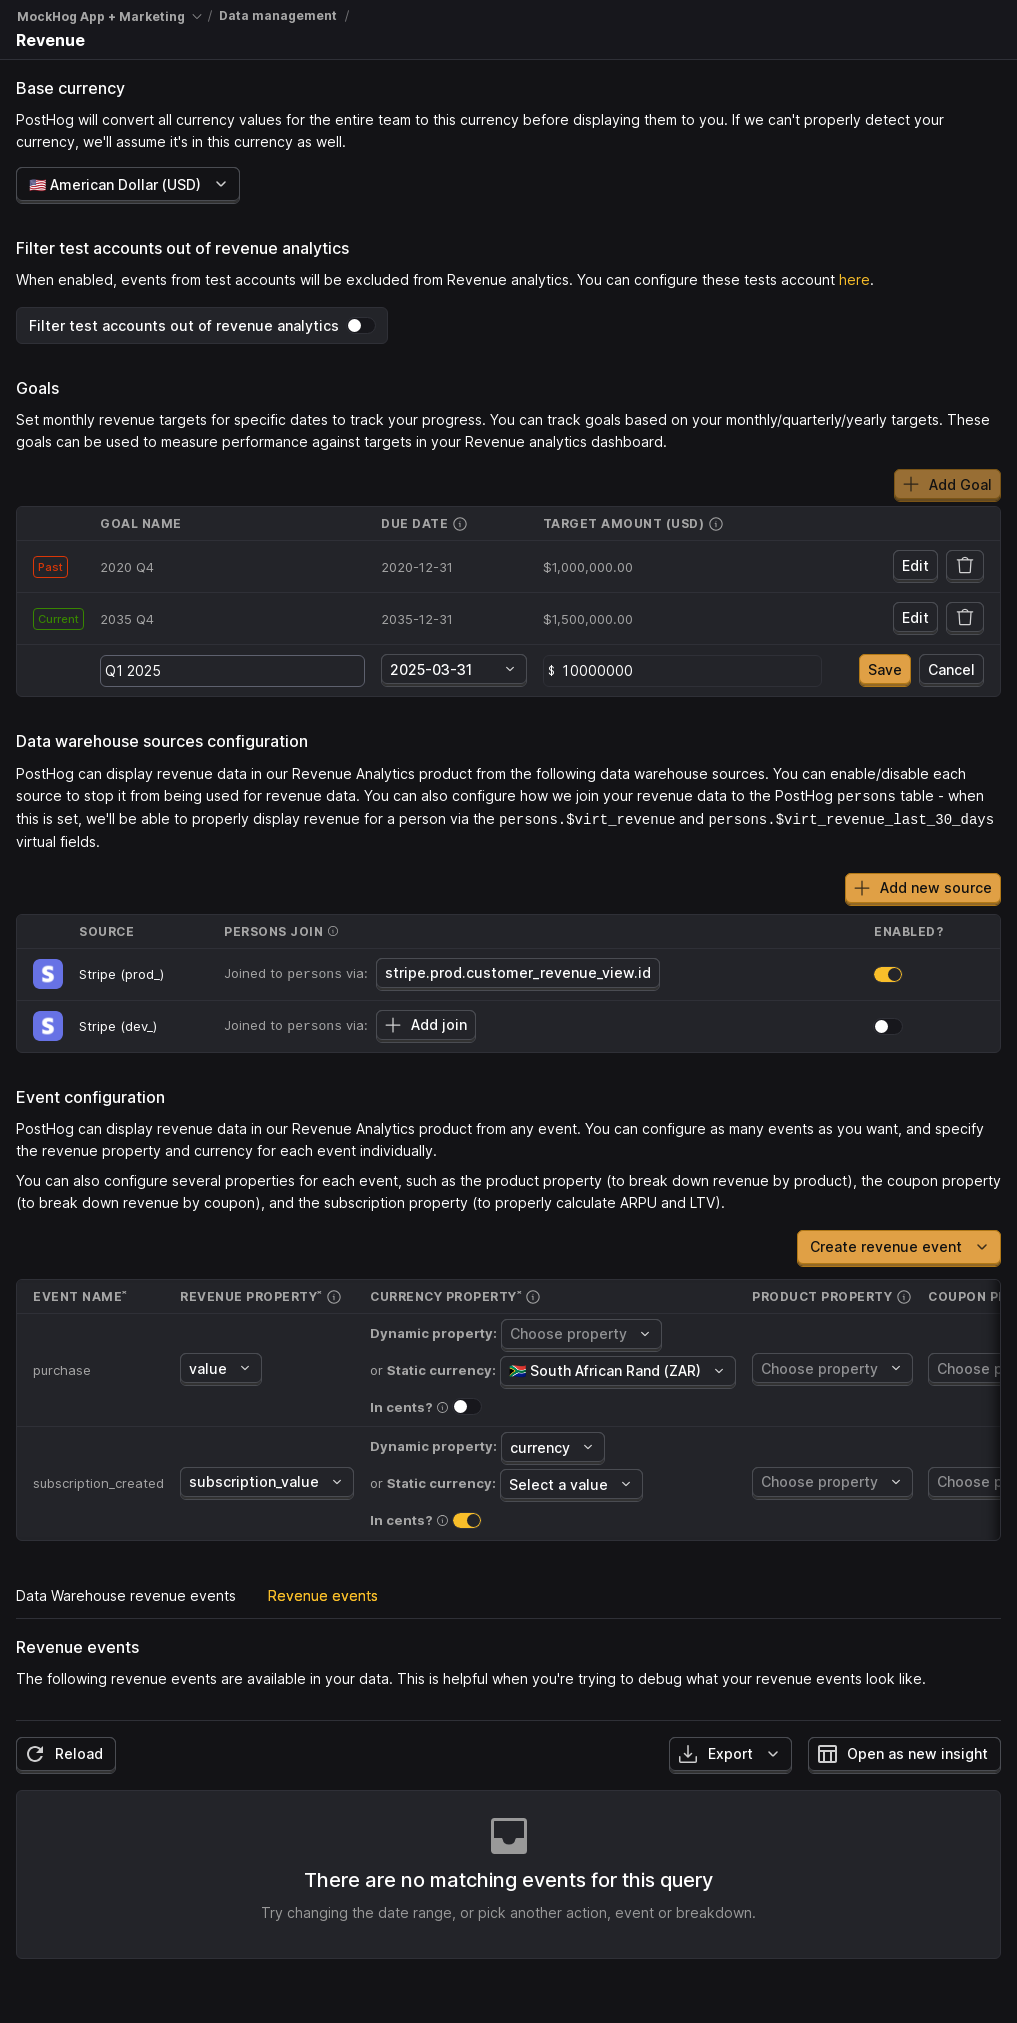 MockHog App + Marketing / Data management /
Revenue
Base currency
PostHog will convert all currency values for the entire team to this currency before displaying them to you. If we can't properly detect your
currency, we'll assume it's in this currency as well.
🇺🇸 American Dollar (USD)
Filter test accounts out of revenue analytics
When enabled, events from test accounts will be excluded from Revenue analytics. You can configure these tests account here.
Filter test accounts out of revenue analytics
Goals
Set monthly revenue targets for specific dates to track your progress. You can track goals based on your monthly/quarterly/yearly targets. These
goals can be used to measure performance against targets in your Revenue analytics dashboard.
Add Goal
GOAL NAME DUE DATE TARGET AMOUNT (USD)
Past 2020 Q4 2020-12-31 $1,000,000.00 Edit
Current 2035 Q4 2035-12-31 $1,500,000.00 Edit
Q1 2025 2025-03-31 $ 10000000 Save Cancel
Data warehouse sources configuration
PostHog can display revenue data in our Revenue Analytics product from the following data warehouse sources. You can enable/disable each
source to stop it from being used for revenue data. You can also configure how we join your revenue data to the PostHog persons table - when
this is set, we'll be able to properly display revenue for a person via the persons.$virt_revenue and persons.$virt_revenue_last_30_days
virtual fields.
Add new source
SOURCE PERSONS JOIN ENABLED?
S Stripe (prod_) Joined to persons via: stripe.prod.customer_revenue_view.id
S Stripe (dev_) Joined to persons via: Add join
Event configuration
PostHog can display revenue data in our Revenue Analytics product from any event. You can configure as many events as you want, and specify
the revenue property and currency for each event individually.
You can also configure several properties for each event, such as the product property (to break down revenue by product), the coupon property
(to break down revenue by coupon), and the subscription property (to properly calculate ARPU and LTV).
Create revenue event
EVENT NAME* REVENUE PROPERTY* CURRENCY PROPERTY* PRODUCT PROPERTY COUPON P
Dynamic property: Choose property
purchase value or Static currency: 🇿🇦 South African Rand (ZAR) Choose property Choose p
In cents?
Dynamic property: currency
subscription_created subscription_value or Static currency: Select a value Choose property Choose p
In cents?
Data Warehouse revenue events Revenue events
Revenue events
The following revenue events are available in your data. This is helpful when you're trying to debug what your revenue events look like.
Reload Export Open as new insight
There are no matching events for this query
Try changing the date range, or pick another action, event or breakdown.